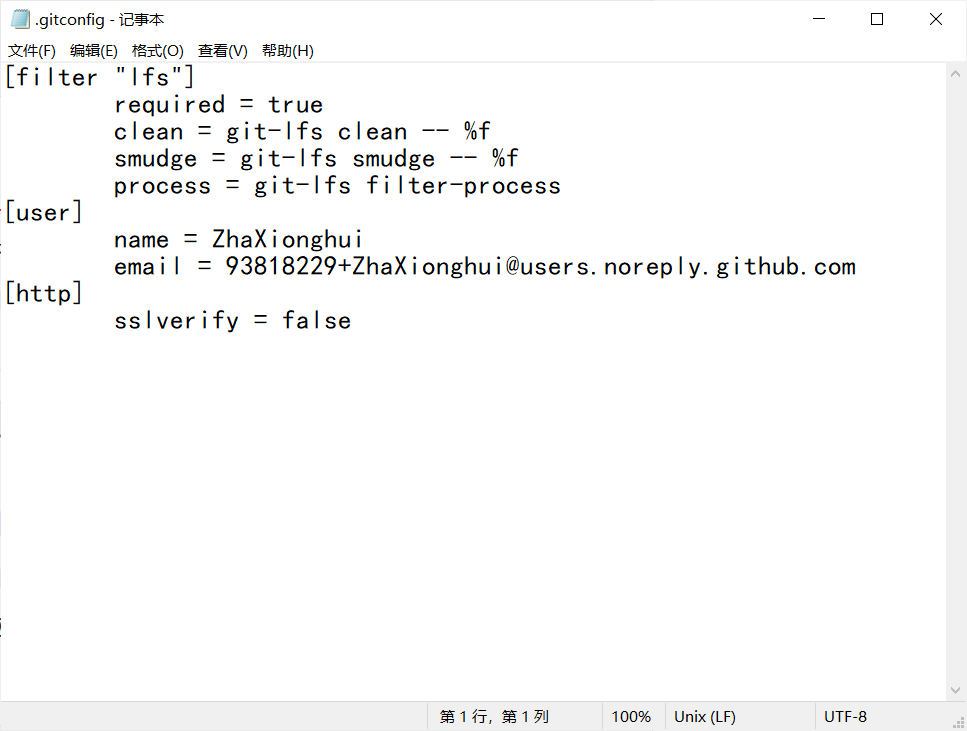 .gitconfig - 记事本
文件(F) 编辑(E) 格式(O) 查看(V) 帮助(H)
[filter "lfs"]
required = true
clean = git-lfs clean -- %f
smudge = git-lfs smudge -- %f
process = git-lfs filter-process
[user]
name = ZhaXionghui
email = 93818229+ZhaXionghui@users.noreply.github.com
[http]
sslverify = false
第 1 行，第 1 列 100% Unix (LF) UTF-8